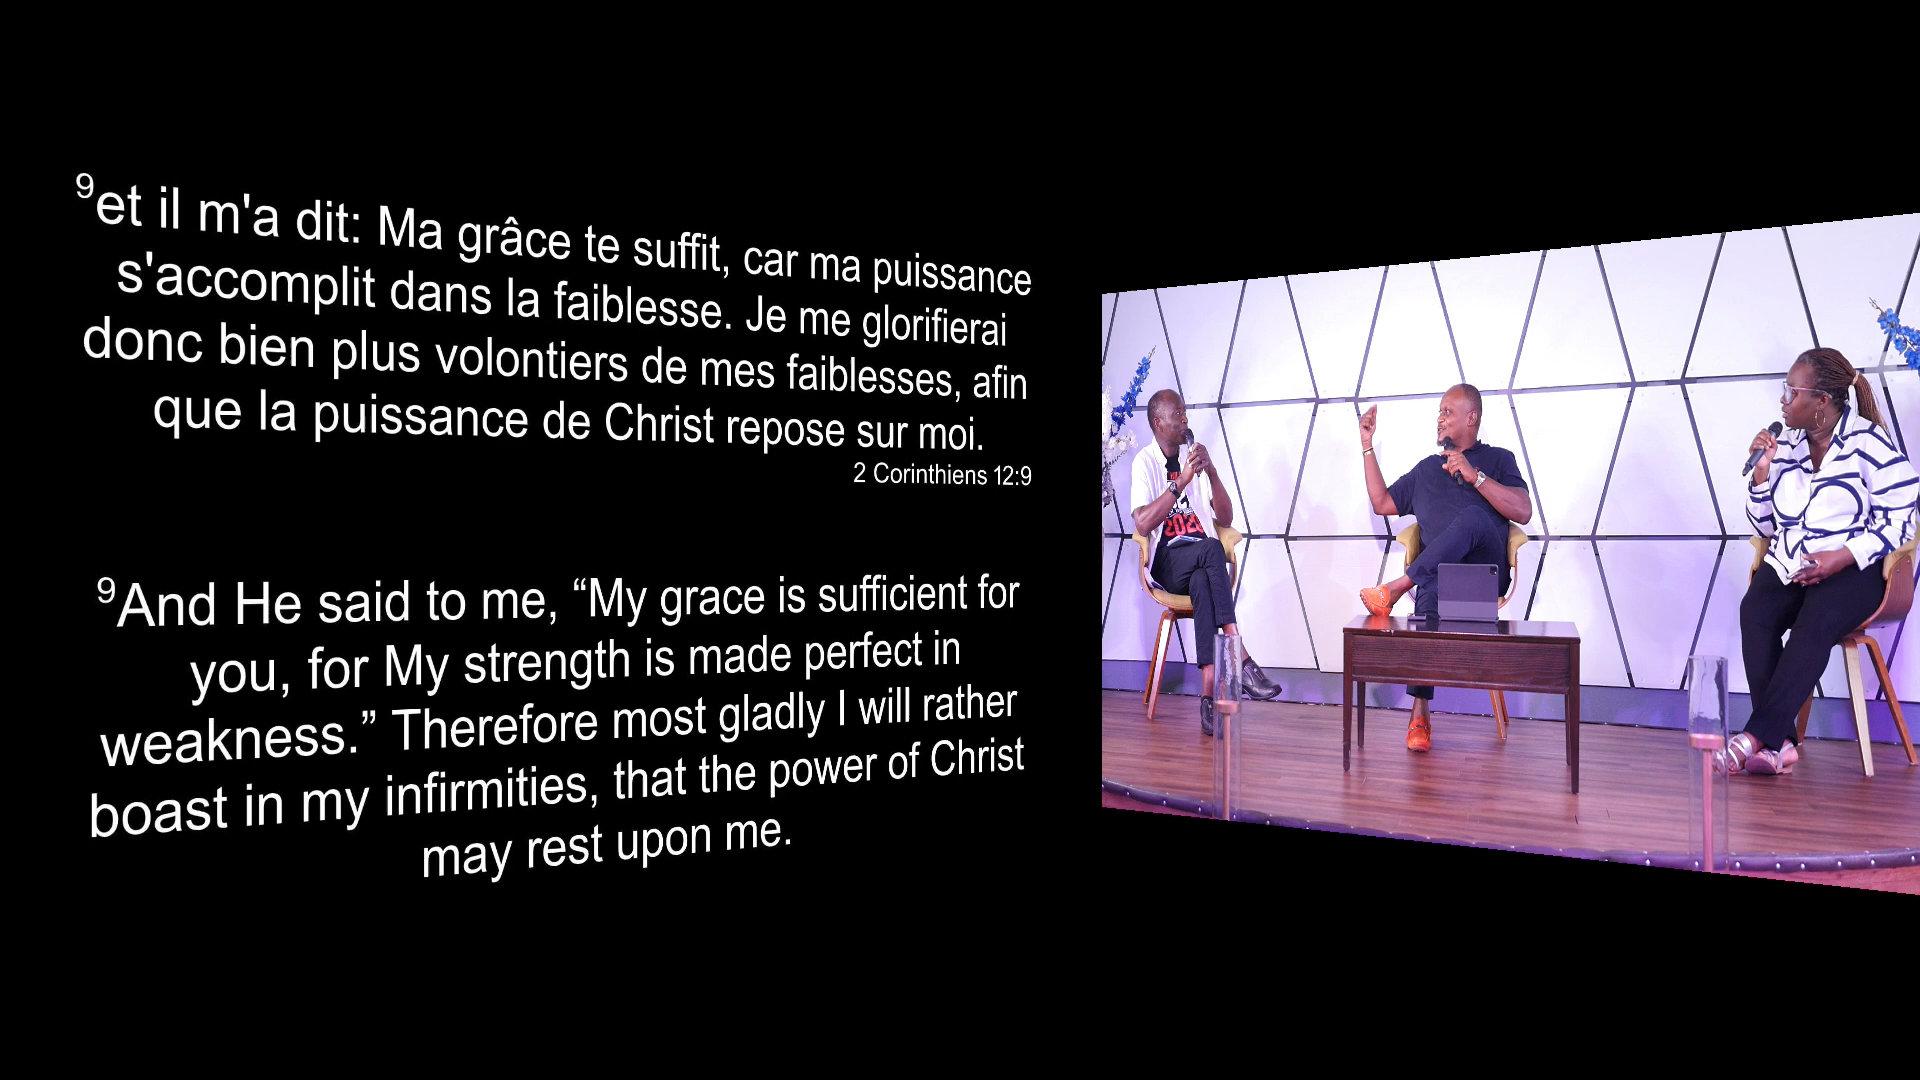 9et il m'a dit: Ma grâce te suffit, car ma puissance
s'accomplit dans la faiblesse. Je me glorifierai
donc bien plus volontiers de mes faiblesses, afin
que la puissance de Christ repose sur moi.
2 Corinthiens 12:9
9And He said to me, “My grace is sufficient for
you, for My strength is made perfect in
weakness.” Therefore most gladly I will rather
boast in my infirmities, that the power of Christ
may rest upon me.